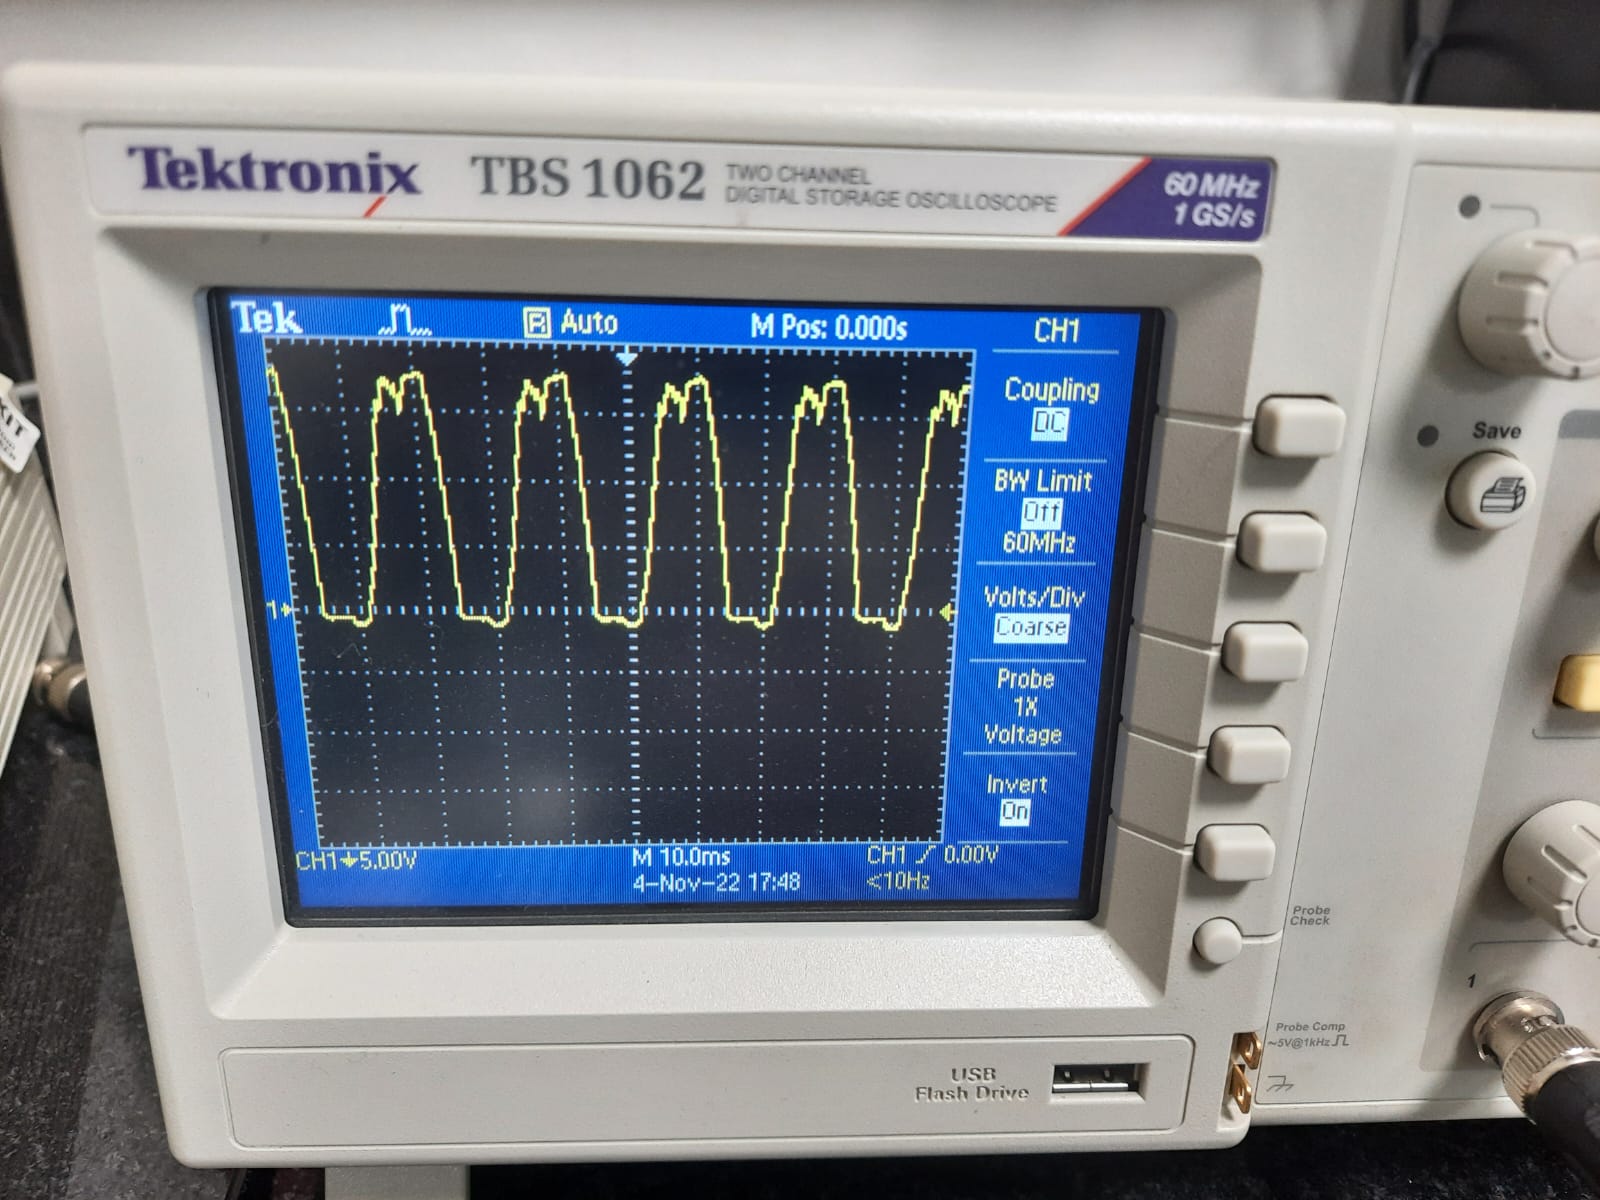 Tektronix TBS 1062 TWO CHANNEL
DIGITAL STORAGE OSCILLOSCOPE
60 MHz
1 GS/s
Tek
R Auto
M Pos: 0.000s
CH1
Coupling
DC
BW Limit
Off
60MHz
Volts/Div
Coarse
Probe
1X
Voltage
Invert
On
1
CH1 5.00V
M 10.0ms
CH1 0.00V
4-Nov-22 17:48
<10Hz
Save
Probe
Check
1
Probe Comp
~5V@1kHz
USB
Flash Drive